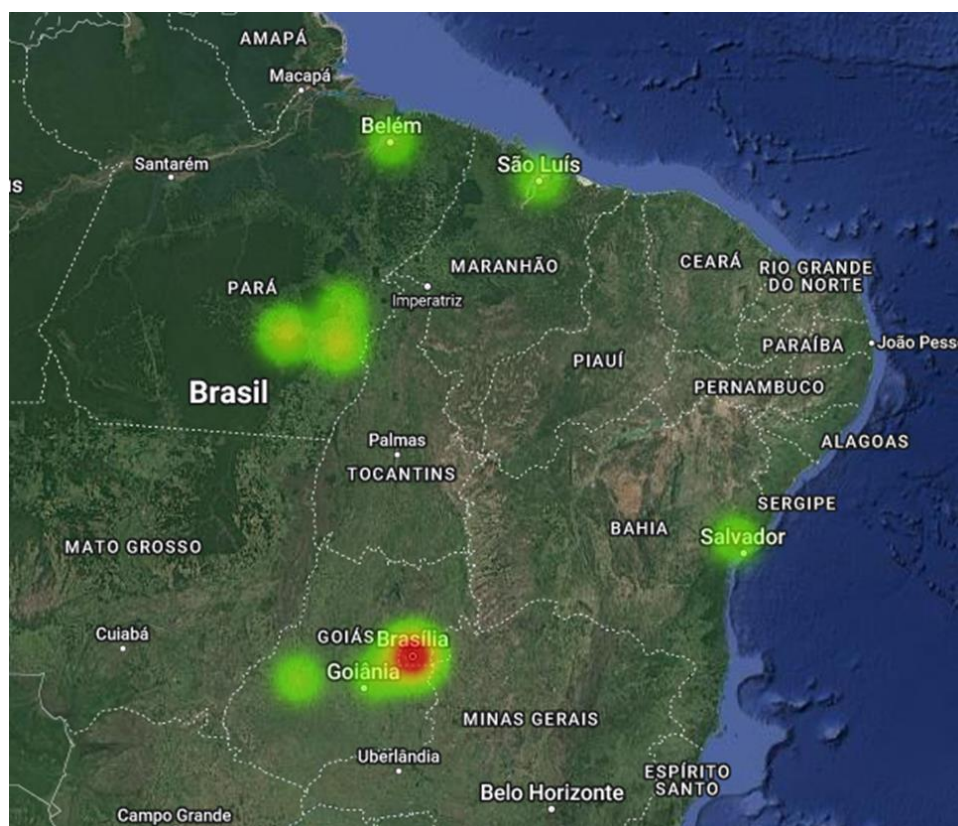 AMAPÁ
Macapá
Belém
Santarém
São Luís
IS
MARANHÃO
CEARÁ
RIO GRANDE
DO NORTE
PARÁ
Imperatriz
PARAÍBA
João Pess
PIAUÍ
Brasil
PERNAMBUCO
Palmas
ALAGOAS
TOCANTINS
SERGIPE
BAHIA
Salvador
MATO GROSSO
Cuiabá
GOIÁS
Brasília
Goiânia
MINAS GERAIS
Uberlândia
ESPÍRITO
SANTO
Belo Horizonte
Campo Grande